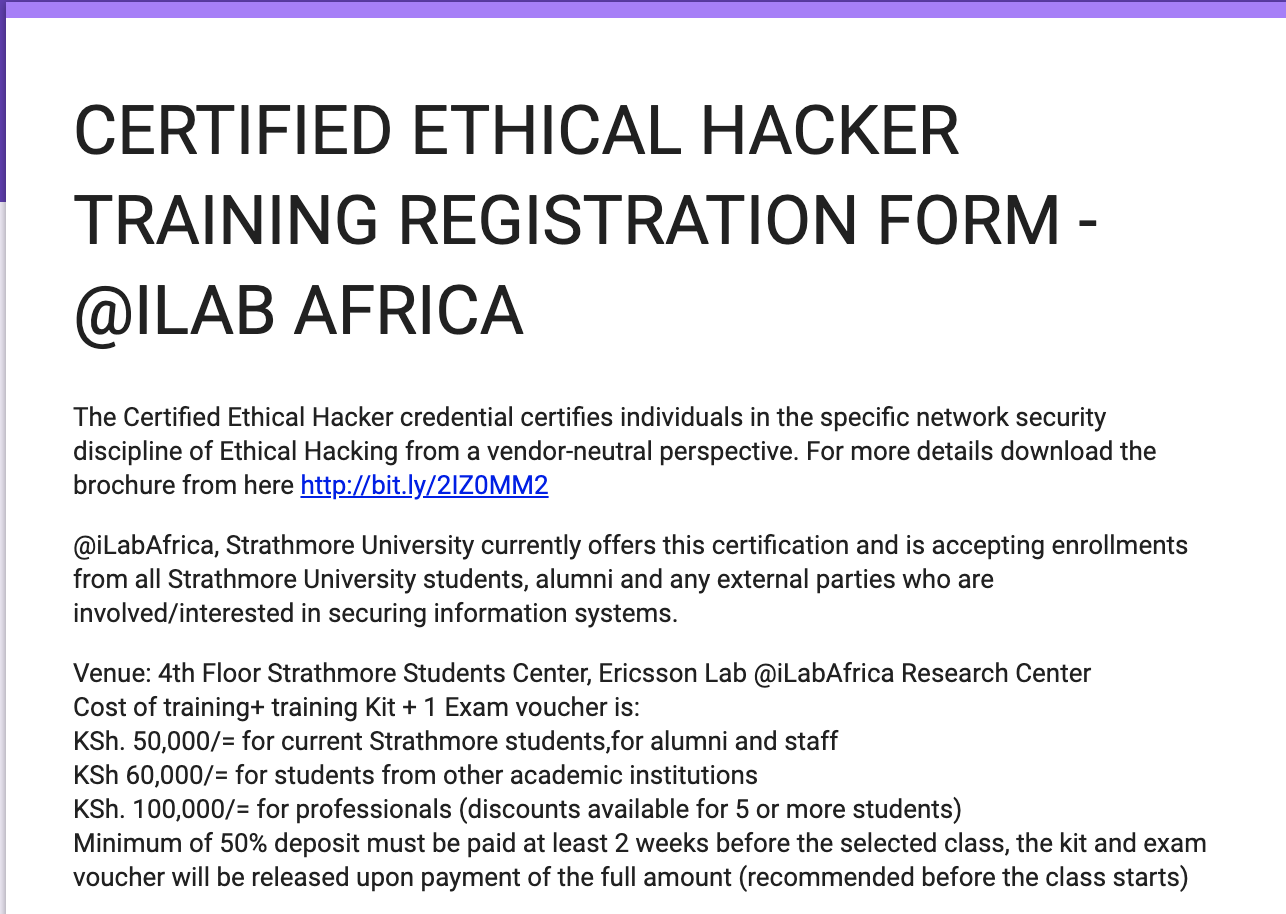 CERTIFIED ETHICAL HACKER
TRAINING REGISTRATION FORM -
@ILAB AFRICA
The Certified Ethical Hacker credential certifies individuals in the specific network security
discipline of Ethical Hacking from a vendor-neutral perspective. For more details download the
brochure from here http://bit.ly/2IZ0MM2
@iLabAfrica, Strathmore University currently offers this certification and is accepting enrollments
from all Strathmore University students, alumni and any external parties who are
involved/interested in securing information systems.
Venue: 4th Floor Strathmore Students Center, Ericsson Lab @iLabAfrica Research Center
Cost of training+ training Kit + 1 Exam voucher is:
KSh. 50,000/= for current Strathmore students,for alumni and staff
KSh 60,000/= for students from other academic institutions
KSh. 100,000/= for professionals (discounts available for 5 or more students)
Minimum of 50% deposit must be paid at least 2 weeks before the selected class, the kit and exam
voucher will be released upon payment of the full amount (recommended before the class starts)